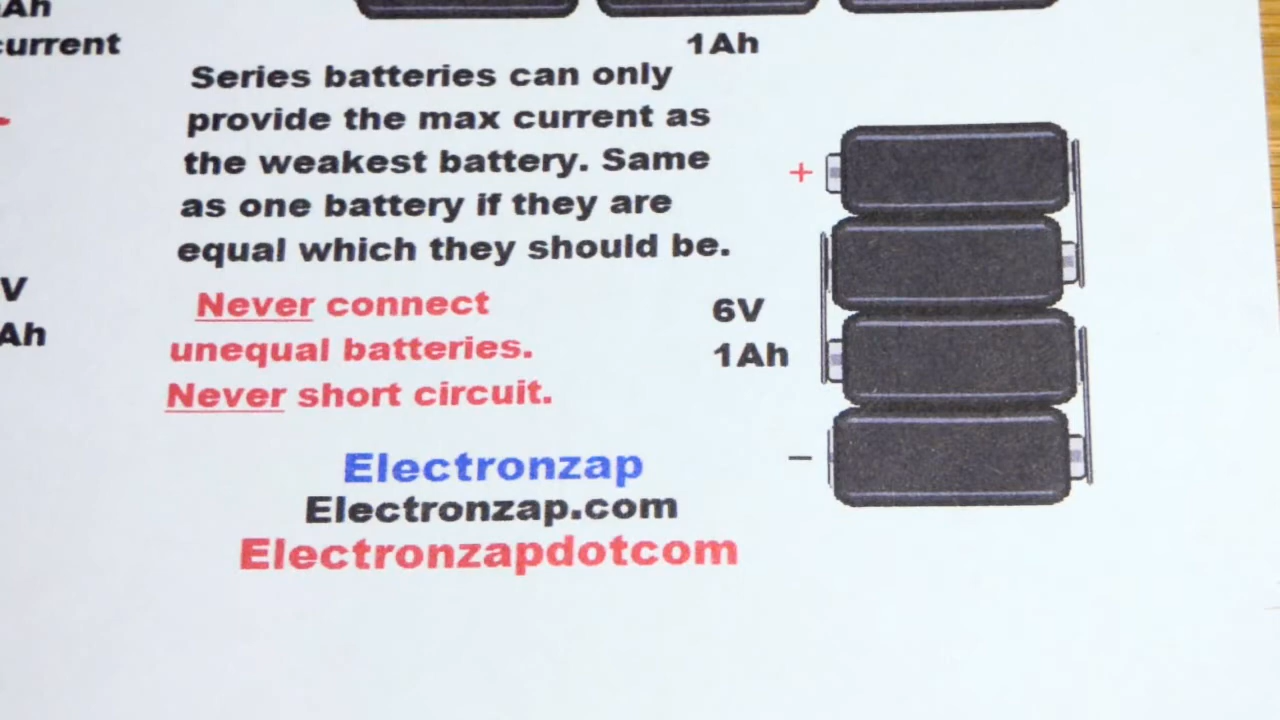 Ah
current
1Ah
Series batteries can only
provide the max current as
the weakest battery. Same
as one battery if they are
equal which they should be.
V
Ah
Never connect
unequal batteries.
Never short circuit.
6V
1Ah
+
–
Electronzap
Electronzap.com
Electronzapdotcom